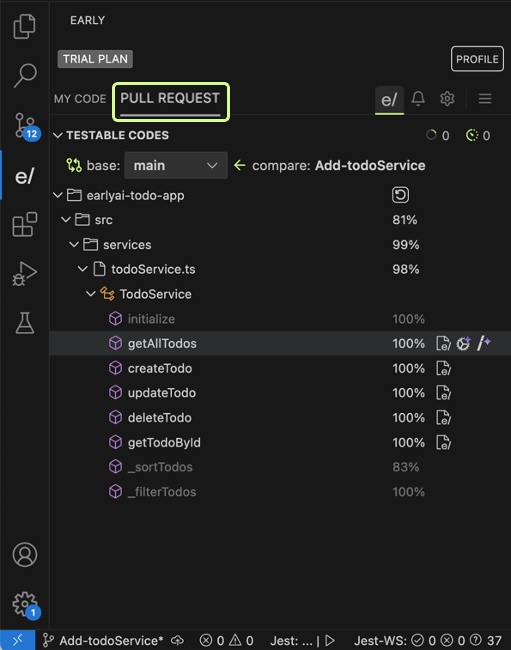 EARLY
TRIAL PLAN
PROFILE
MY CODE PULL REQUEST e/
TESTABLE CODES 0 0
12
base: main compare: Add-todoService
e/
earlyai-todo-app
src 81%
services 99%
todoService.ts 98%
TodoService
initialize 100%
getAllTodos 100%
createTodo 100%
updateTodo 100%
deleteTodo 100%
getTodoById 100%
_sortTodos 83%
_filterTodos 100%
1
Add-todoService* 0 0 Jest: ... | Jest-WS: 0 0 37